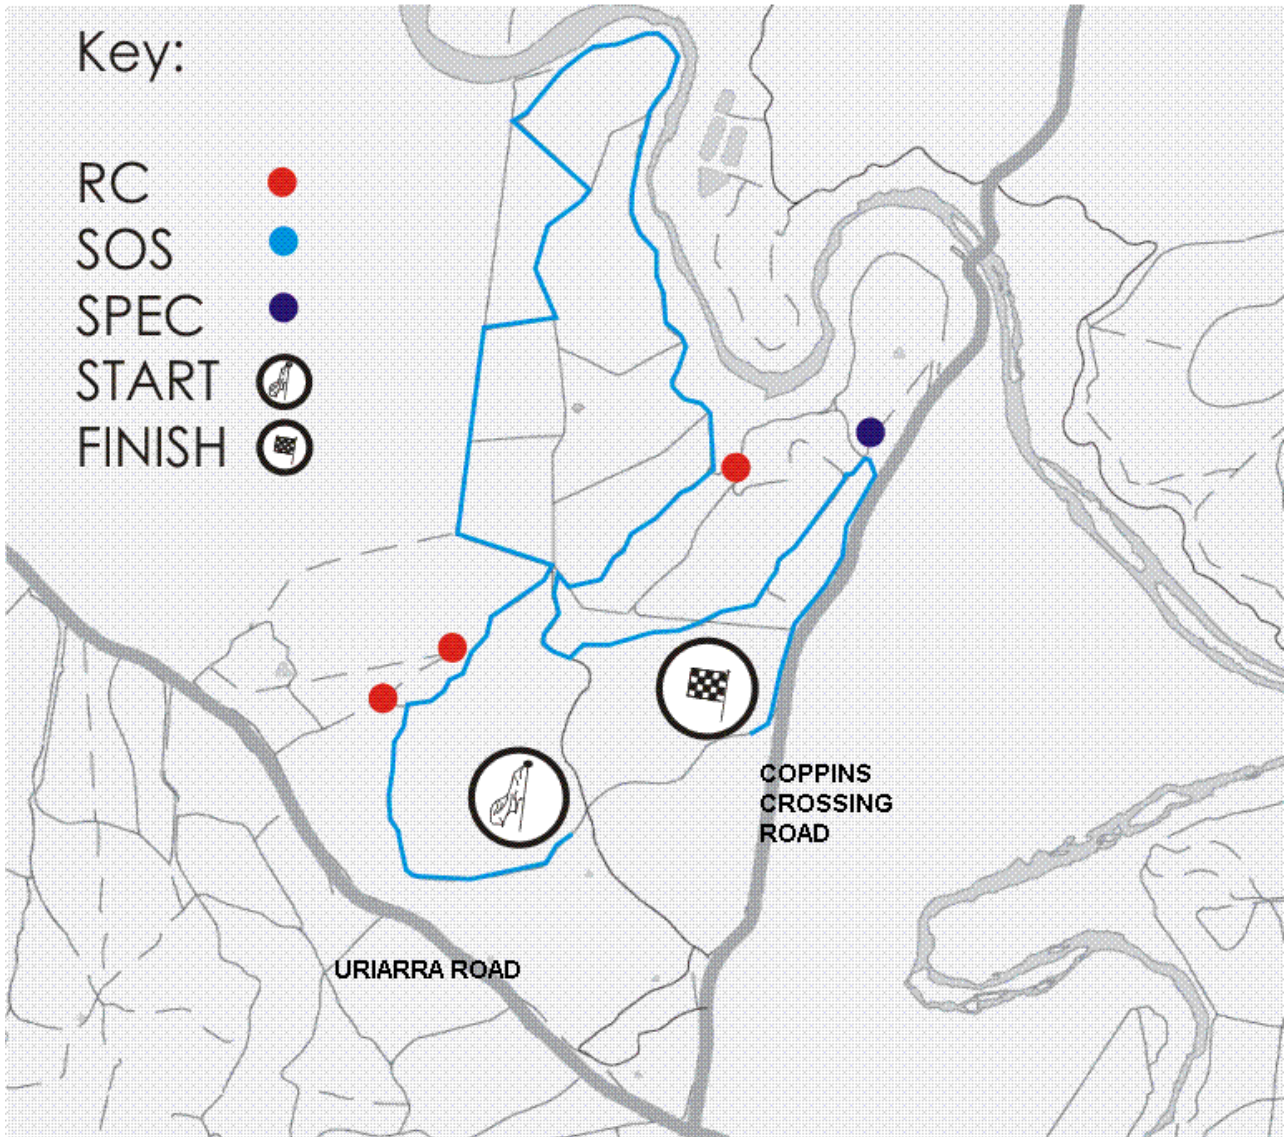 Key:
RC
SOS
SPEC
START
FINISH
COPPINS
CROSSING
ROAD
URIARRA ROAD